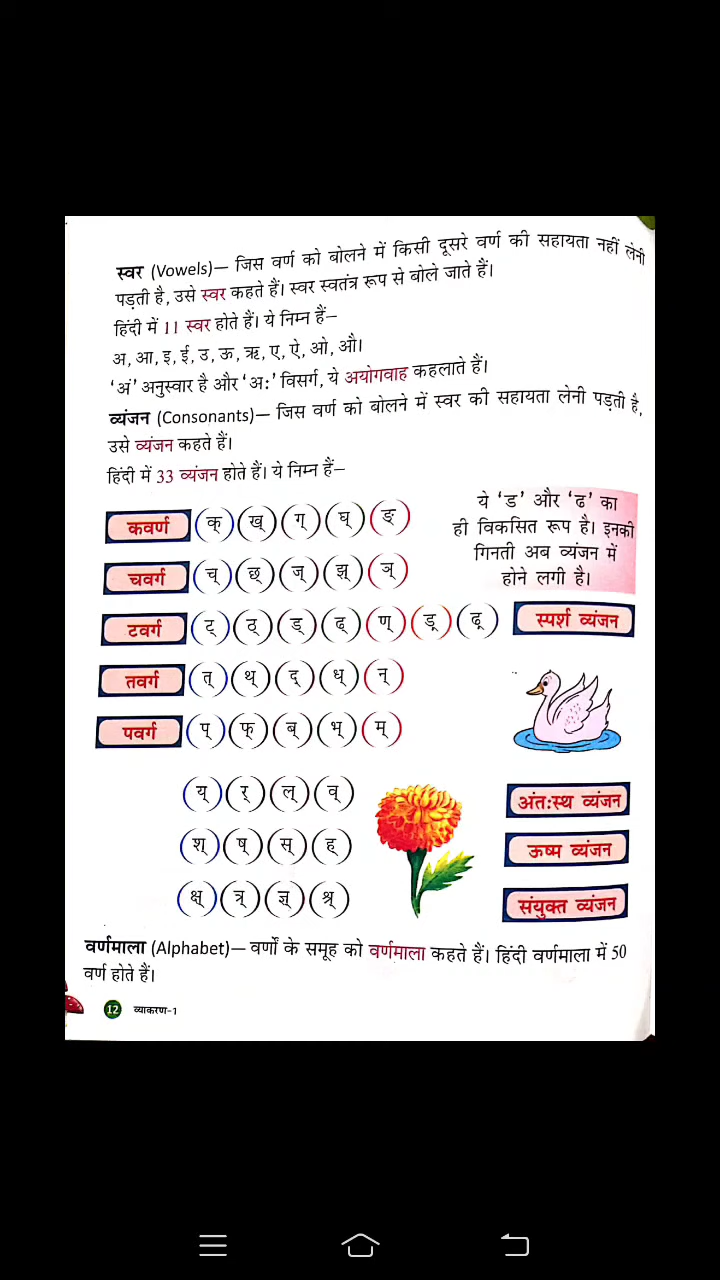 स्वर (Vowels)— जिस वर्ण को बोलने में किसी दूसरे वर्ण की सहायता नहीं लेनी
पड़ती है, उसे स्वर कहते हैं। स्वर स्वतंत्र रूप से बोले जाते हैं।
हिंदी में 11 स्वर होते हैं। ये निम्न हैं—
अ, आ, इ, ई, उ, ऊ, ऋ, ए, ऐ, ओ, औ।
‘अं’ अनुस्वार है और ‘अः’ विसर्ग, ये अयोगवाह कहलाते हैं।
व्यंजन (Consonants)— जिस वर्ण को बोलने में स्वर की सहायता लेनी पड़ती है,
उसे व्यंजन कहते हैं।
हिंदी में 33 व्यंजन होते हैं। ये निम्न हैं—
ये ‘ड’ और ‘ढ’ का
ही विकसित रूप है। इनकी
गिनती अब व्यंजन में
होने लगी है।
कवर्ण क् ख् ग् घ् ङ्
चवर्ग च् छ् ज् झ् ञ्
टवर्ग ट् ठ् ड् ढ् ण् ड़् ढ़् स्पर्श व्यंजन
तवर्ग त् थ् द् ध् न्
पवर्ग प् फ् ब् भ् म्
य् र् ल् व् अंतःस्थ व्यंजन
श् ष् स् ह् ऊष्म व्यंजन
क्ष् त्र् ज्ञ् श्र् संयुक्त व्यंजन
वर्णमाला (Alphabet)— वर्णों के समूह को वर्णमाला कहते हैं। हिंदी वर्णमाला में 50
वर्ण होते हैं।
12 व्याकरण-1